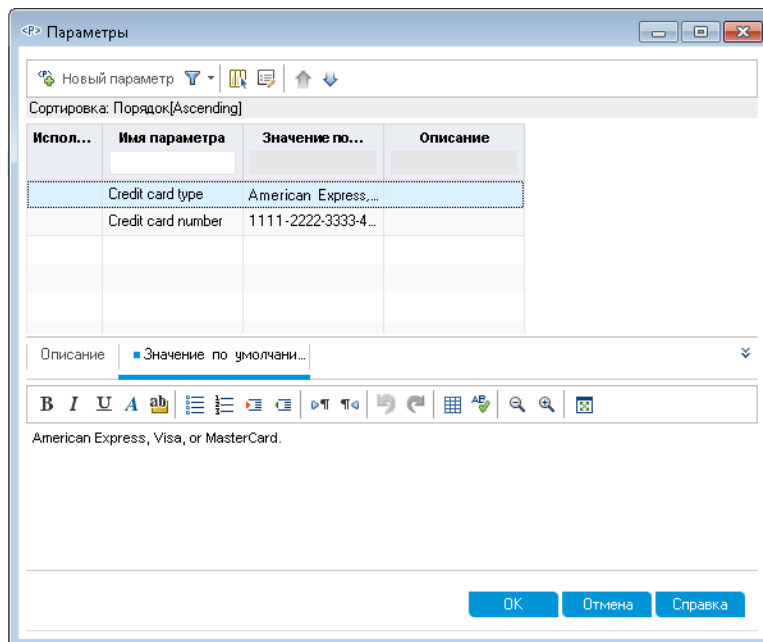 <P> Параметры
Новый параметр
Сортировка: Порядок[Ascending]
Испол... Имя параметра Значение по... Описание
Credit card type American Express,...
Credit card number 1111-2222-3333-4...
Описание Значение по умолчани...
B I U A ab
American Express, Visa, or MasterCard.
OK Отмена Справка